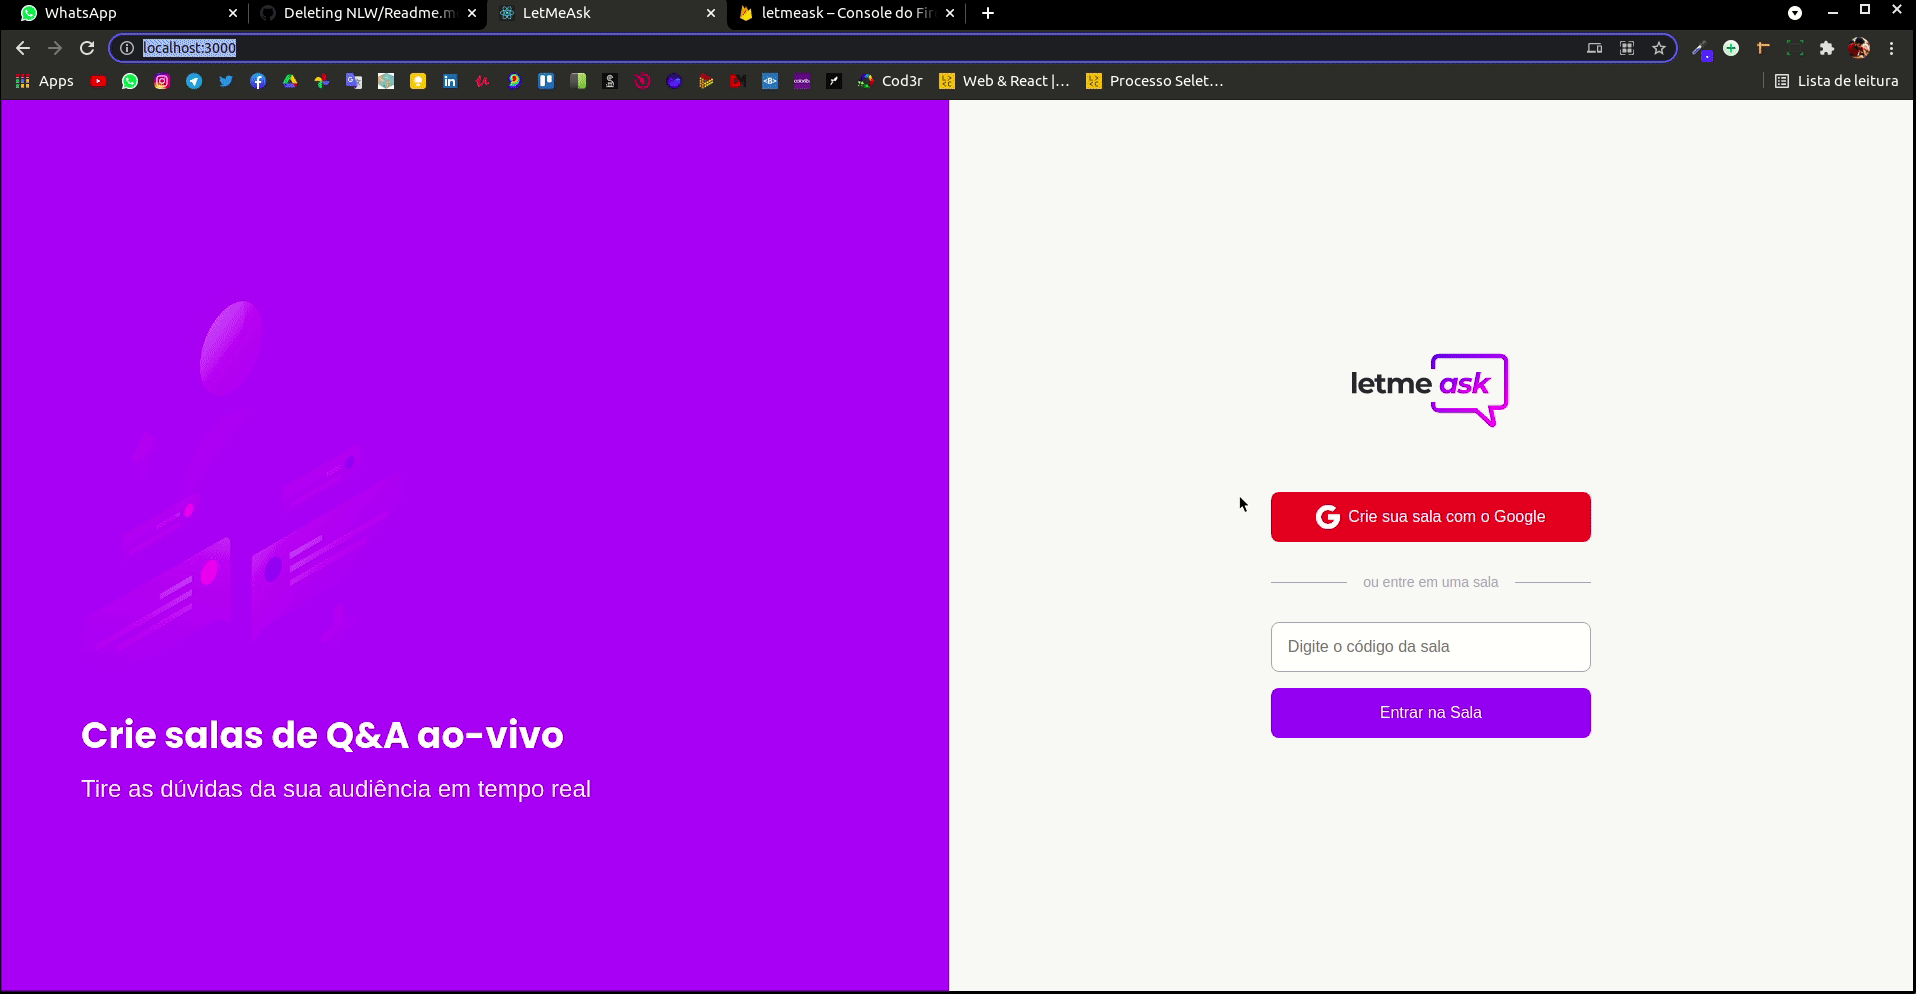 WhatsApp
Deleting NLW/Readme.m
LetMeAsk
letmeask – Console do Fir
localhost:3000
Apps
Cod3r
Web & React |...
Processo Selet...
Lista de leitura
letme ask
Crie sua sala com o Google
ou entre em uma sala
Digite o código da sala
Entrar na Sala
Crie salas de Q&A ao-vivo
Tire as dúvidas da sua audiência em tempo real